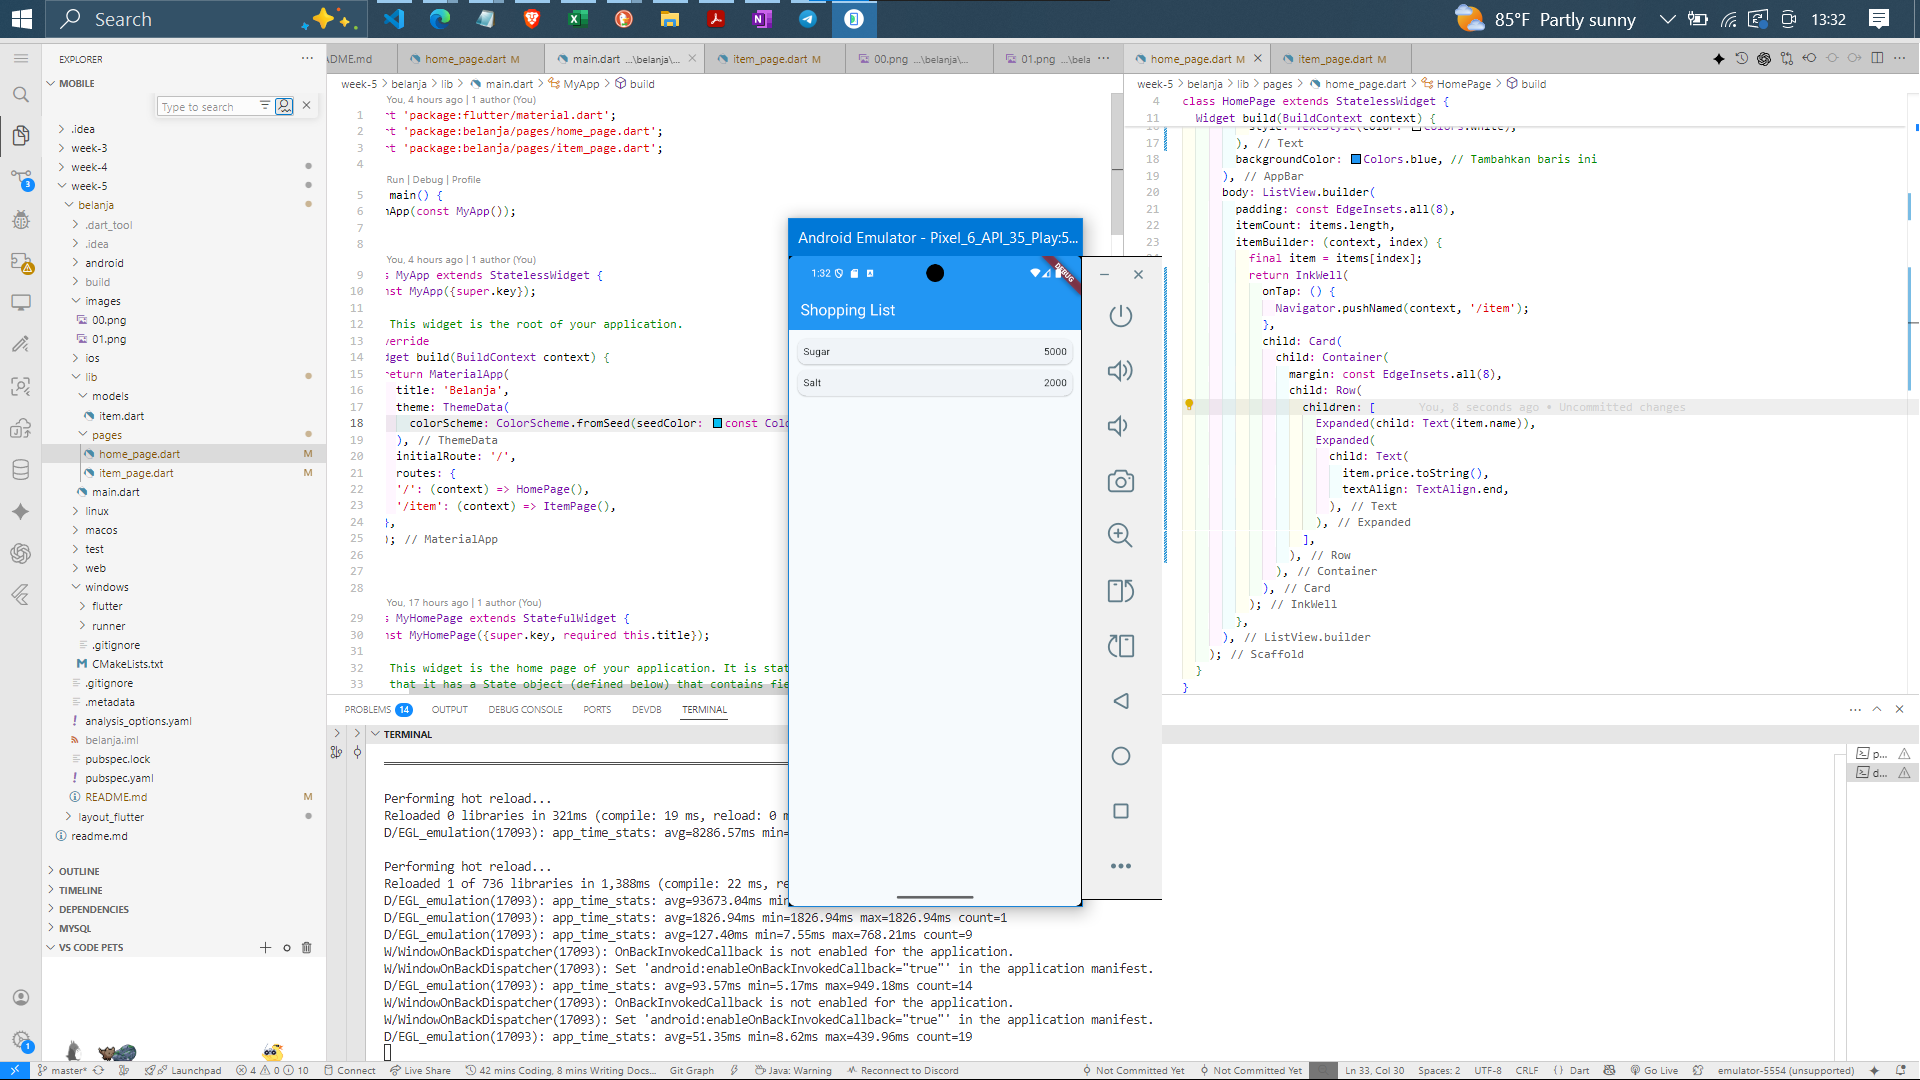 Search
85°F Partly sunny
13:32
EXPLORER
MOBILE
Type to search
.idea
week-3
week-4
week-5
belanja
.dart_tool
.idea
android
build
images
00.png
01.png
ios
lib
models
item.dart
pages
home_page.dart M
item_page.dart M
main.dart
linux
macos
test
web
windows
flutter
runner
.gitignore
CMakeLists.txt
.gitignore
.metadata
analysis_options.yaml
belanja.iml
pubspec.lock
pubspec.yaml
README.md M
layout_flutter
readme.md
OUTLINE
TIMELINE
DEPENDENCIES
MYSQL
VS CODE PETS
DME.md home_page.dart M main.dart ...\belanja\... item_page.dart M 00.png ...\belanja\... 01.png ...\bela
week-5 > belanja > lib > main.dart > MyApp > build
You, 4 hours ago | 1 author (You)
1 rt 'package:flutter/material.dart';
2 rt 'package:belanja/pages/home_page.dart';
3 rt 'package:belanja/pages/item_page.dart';
4
Run | Debug | Profile
5 main() {
6 nApp(const MyApp());
7
8
You, 4 hours ago | 1 author (You)
9 s MyApp extends StatelessWidget {
10 nst MyApp({super.key});
11
12 This widget is the root of your application.
13 verride
14 dget build(BuildContext context) {
15 return MaterialApp(
16 title: 'Belanja',
17 theme: ThemeData(
18 colorScheme: ColorScheme.fromSeed(seedColor: const Colo
19 ), // ThemeData
20 initialRoute: '/',
21 routes: {
22 '/': (context) => HomePage(),
23 '/item': (context) => ItemPage(),
24 },
25 ); // MaterialApp
26
27
28
You, 17 hours ago | 1 author (You)
29 s MyHomePage extends StatefulWidget {
30 nst MyHomePage({super.key, required this.title});
31
32 This widget is the home page of your application. It is stat
33 that it has a State object (defined below) that contains fie
Android Emulator - Pixel_6_API_35_Play:5...
1:32
DEBUG
Shopping List
Sugar 5000
Salt 2000
home_page.dart M item_page.dart M
week-5 > belanja > lib > pages > home_page.dart > HomePage > build
4 class HomePage extends StatelessWidget {
11 Widget build(BuildContext context) {
16 style: TextStyle(color: Colors.white),
17 ), // Text
18 backgroundColor: Colors.blue, // Tambahkan baris ini
19 ), // AppBar
20 body: ListView.builder(
21 padding: const EdgeInsets.all(8),
22 itemCount: items.length,
23 itemBuilder: (context, index) {
final item = items[index];
return InkWell(
onTap: () {
Navigator.pushNamed(context, '/item');
},
child: Card(
child: Container(
margin: const EdgeInsets.all(8),
child: Row(
children: [ You, 8 seconds ago • Uncommitted changes
Expanded(child: Text(item.name)),
Expanded(
child: Text(
item.price.toString(),
textAlign: TextAlign.end,
), // Text
), // Expanded
],
), // Row
), // Container
), // Card
); // InkWell
},
), // ListView.builder
); // Scaffold
}
}
PROBLEMS 14 OUTPUT DEBUG CONSOLE PORTS DEVDB TERMINAL
TERMINAL
Performing hot reload...
Reloaded 0 libraries in 321ms (compile: 19 ms, reload: 0 m
D/EGL_emulation(17093): app_time_stats: avg=8286.57ms min=
Performing hot reload...
Reloaded 1 of 736 libraries in 1,388ms (compile: 22 ms, re
D/EGL_emulation(17093): app_time_stats: avg=93673.04ms min
D/EGL_emulation(17093): app_time_stats: avg=1826.94ms min=1826.94ms max=1826.94ms count=1
D/EGL_emulation(17093): app_time_stats: avg=127.40ms min=7.55ms max=768.21ms count=9
W/WindowOnBackDispatcher(17093): OnBackInvokedCallback is not enabled for the application.
W/WindowOnBackDispatcher(17093): Set 'android:enableOnBackInvokedCallback="true"' in the application manifest.
D/EGL_emulation(17093): app_time_stats: avg=93.57ms min=5.17ms max=949.18ms count=14
W/WindowOnBackDispatcher(17093): OnBackInvokedCallback is not enabled for the application.
W/WindowOnBackDispatcher(17093): Set 'android:enableOnBackInvokedCallback="true"' in the application manifest.
D/EGL_emulation(17093): app_time_stats: avg=51.35ms min=8.62ms max=439.96ms count=19
p...
d...
master* Launchpad 4 0 10 Connect Live Share 42 mins Coding, 8 mins Writing Docs... Git Graph Java: Warning Reconnect to Discord Not Committed Yet Not Committed Yet Ln 33, Col 30 Spaces: 2 UTF-8 CRLF {} Dart Go Live emulator-5554 (unsupported)